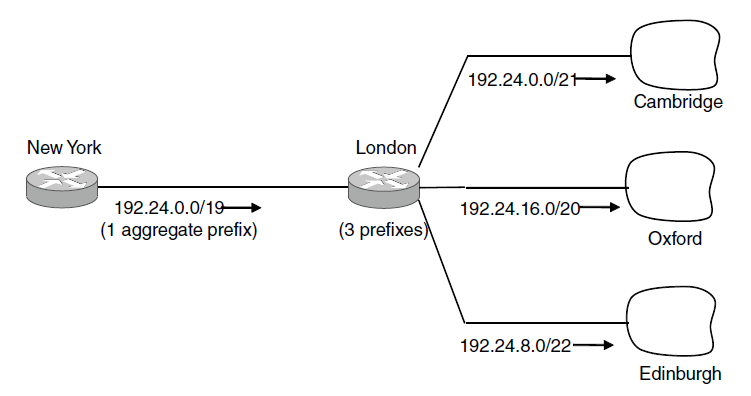 192.24.0.0/21
Cambridge
New York
London
192.24.0.0/19
(1 aggregate prefix)
(3 prefixes)
192.24.16.0/20
Oxford
192.24.8.0/22
Edinburgh